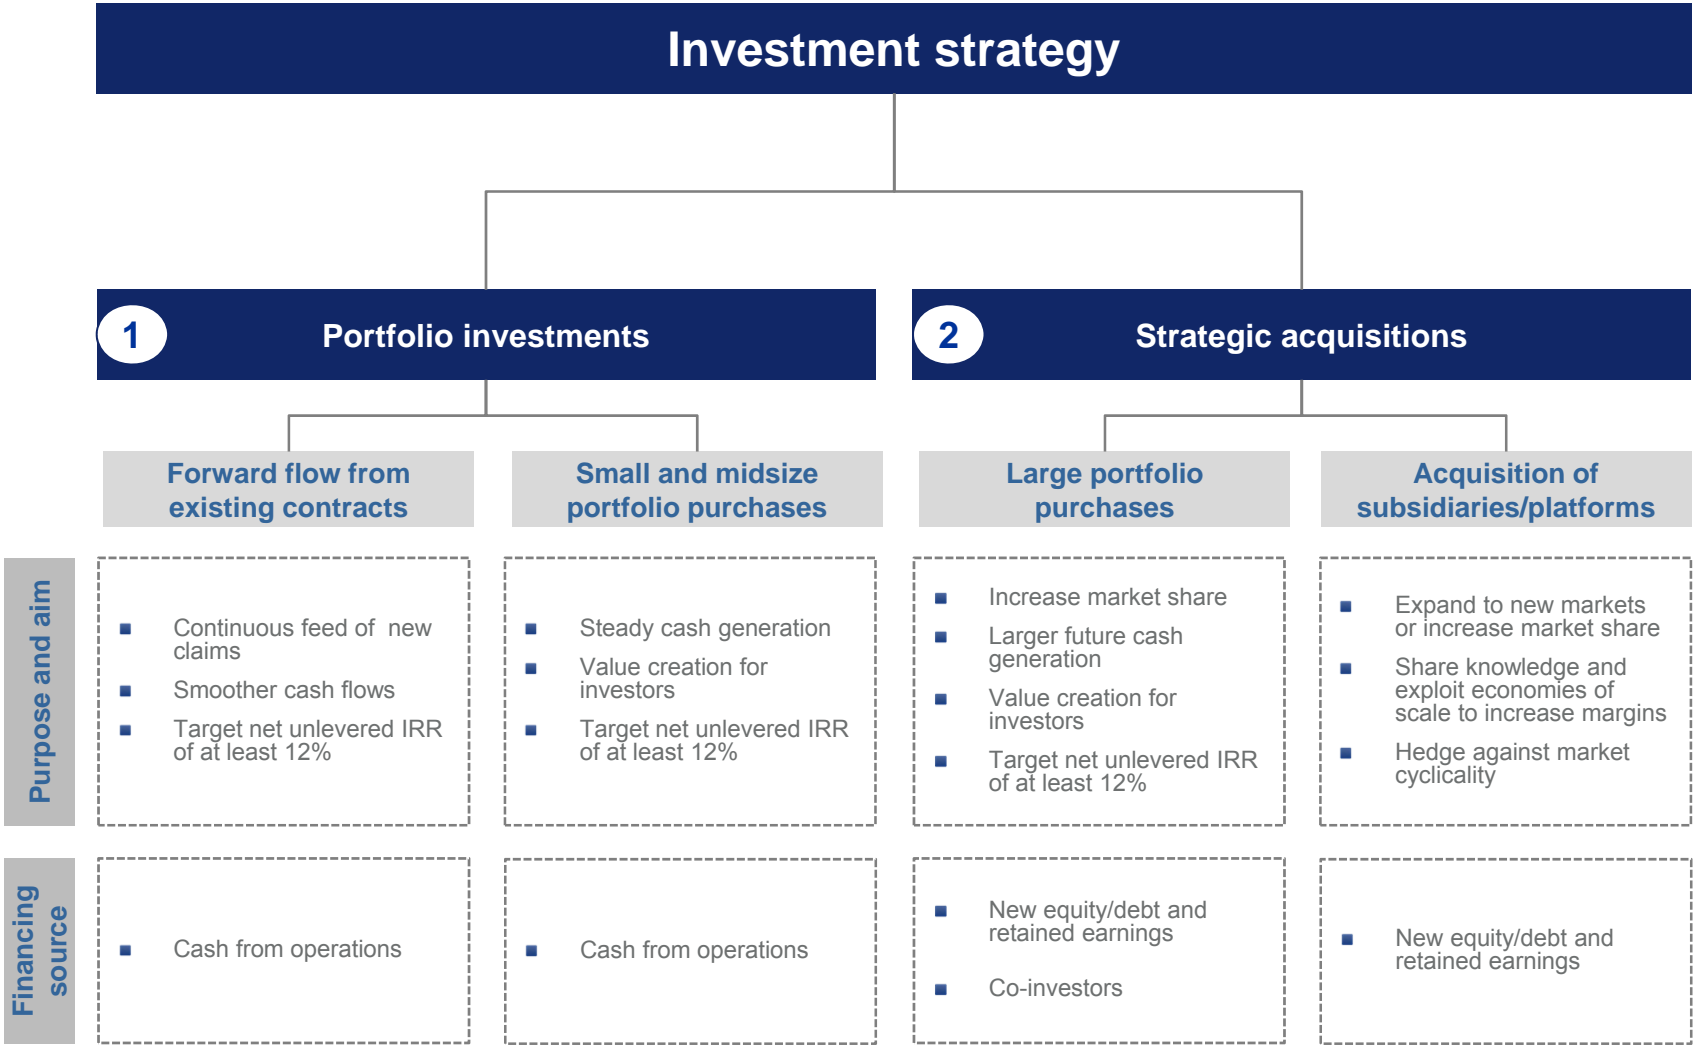 Investment strategy
1
Portfolio investments
2
Strategic acquisitions
Forward flow from
existing contracts
Small and midsize
portfolio purchases
Large portfolio
purchases
Acquisition of
subsidiaries/platforms
Purpose and aim
Continuous feed of  new
claims
Smoother cash flows
Target net unlevered IRR
of at least 12%
Steady cash generation
Value creation for
investors
Target net unlevered IRR
of at least 12%
Increase market share
Larger future cash
generation
Value creation for
investors
Target net unlevered IRR
of at least 12%
Expand to new markets
or increase market share
Share knowledge and
exploit economies of
scale to increase margins
Hedge against market
cyclicality
Financing
source
Cash from operations
Cash from operations
New equity/debt and
retained earnings
Co-investors
New equity/debt and
retained earnings